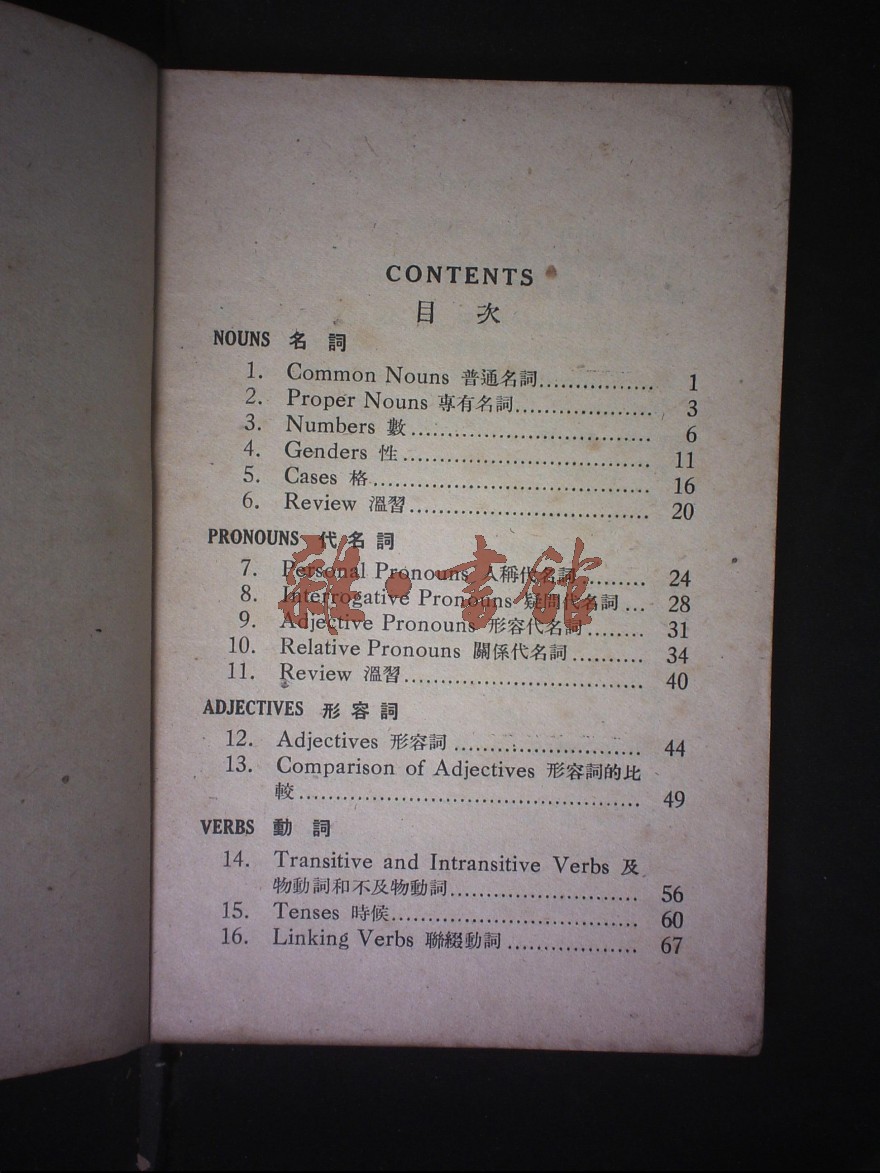 CONTENTS
目 次
NOUNS 名 詞
1. Common Nouns 普通名詞................ 1
2. Proper Nouns 專有名詞................... 3
3. Numbers 數................................. 6
4. Genders 性.................................. 11
5. Cases 格...................................... 16
6. Review 溫習................................. 20
PRONOUNS 代 名 詞
7. Personal Pronouns 人稱代名詞......... 24
8. Interrogative Pronouns 疑問代名詞... 28
9. Adjective Pronouns 形容代名詞........ 31
10. Relative Pronouns 關係代名詞.......... 34
11. Review 溫習................................. 40
ADJECTIVES 形 容 詞
12. Adjectives 形容詞.......................... 44
13. Comparison of Adjectives 形容詞的比
較............................................... 49
VERBS 動 詞
14. Transitive and Intransitive Verbs 及
物動詞和不及物動詞.......................... 56
15. Tenses 時候.................................. 60
16. Linking Verbs 聯綴動詞.................. 67
雜·書館